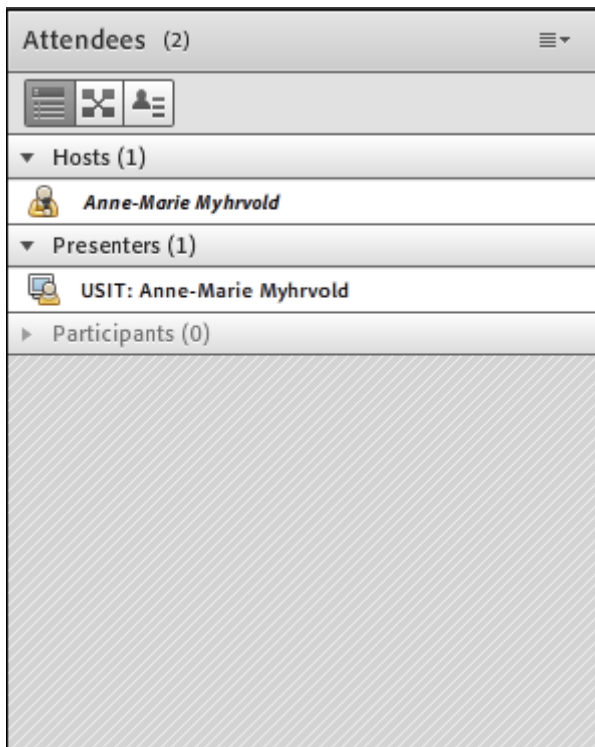 Attendees (2)
Hosts (1)
Anne-Marie Myhrvold
Presenters (1)
USIT: Anne-Marie Myhrvold
Participants (0)